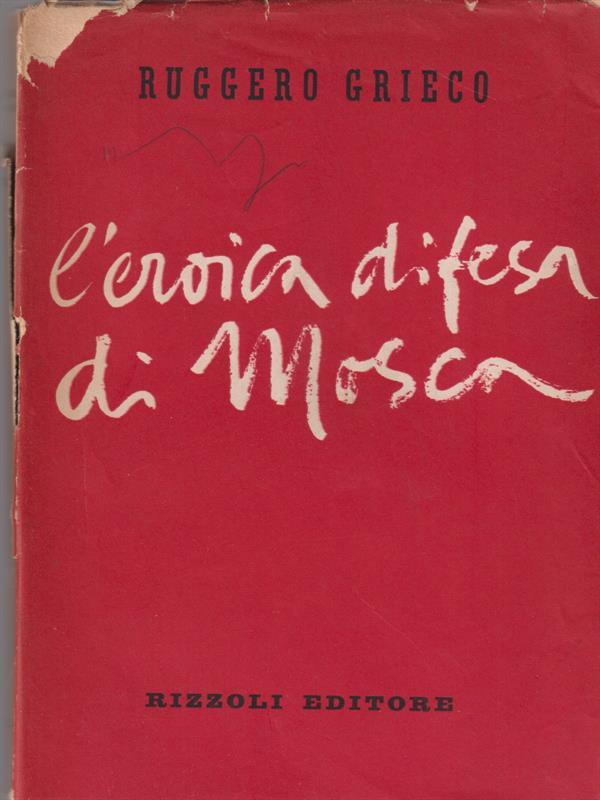 RUGGERO GRIECO
l'eroica difesa
di Mosca
RIZZOLI EDITORE